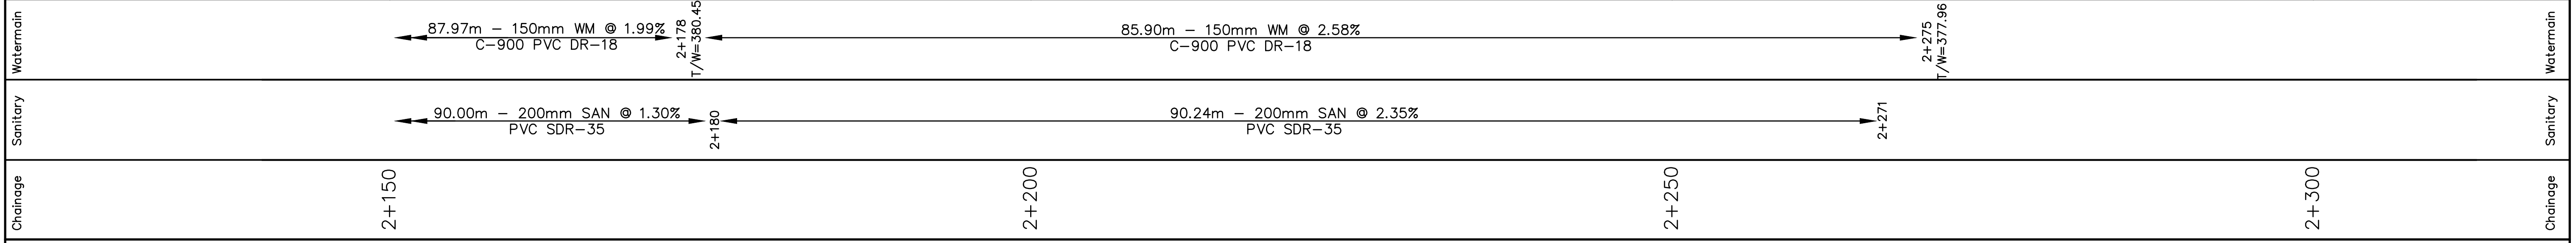 Watermain
87.97m – 150mm WM @ 1.99%
C–900 PVC DR–18
2+178
T/W=380.45
85.90m – 150mm WM @ 2.58%
C–900 PVC DR–18
2+275
T/W=377.96
Watermain
Sanitary
90.00m – 200mm SAN @ 1.30%
PVC SDR–35
2+180
90.24m – 200mm SAN @ 2.35%
PVC SDR–35
2+271
Sanitary
Chainage
2+150
2+200
2+250
2+300
Chainage